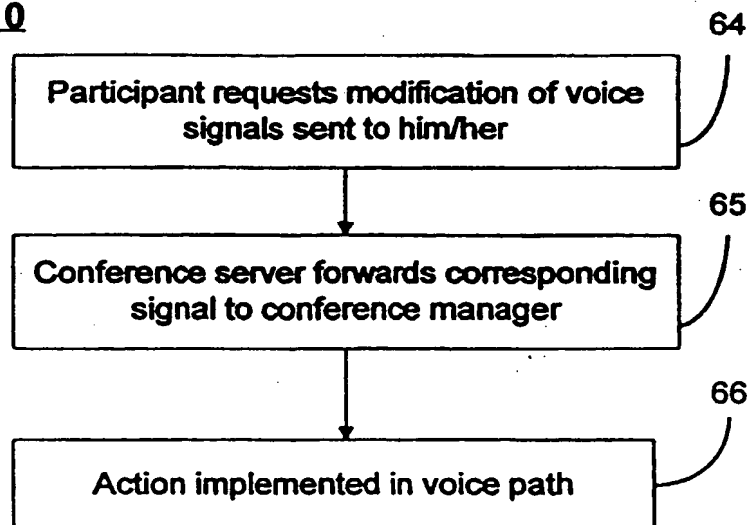 0
64
Participant requests modification of voice
signals sent to him/her
65
Conference server forwards corresponding
signal to conference manager
66
Action implemented in voice path